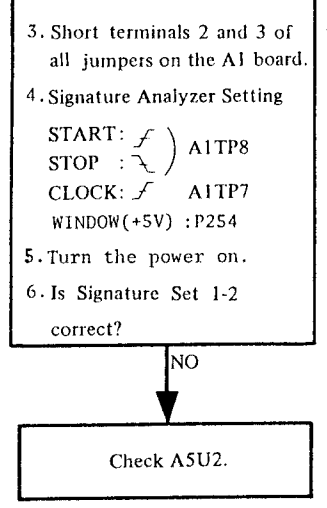 3. Short terminals 2 and 3 of
all jumpers on the A1 board.
4. Signature Analyzer Setting
START: A1TP8
STOP :
CLOCK: A1TP7
WINDOW(+5V) :P254
5. Turn the power on.
6. Is Signature Set 1-2
correct?
NO
Check A5U2.